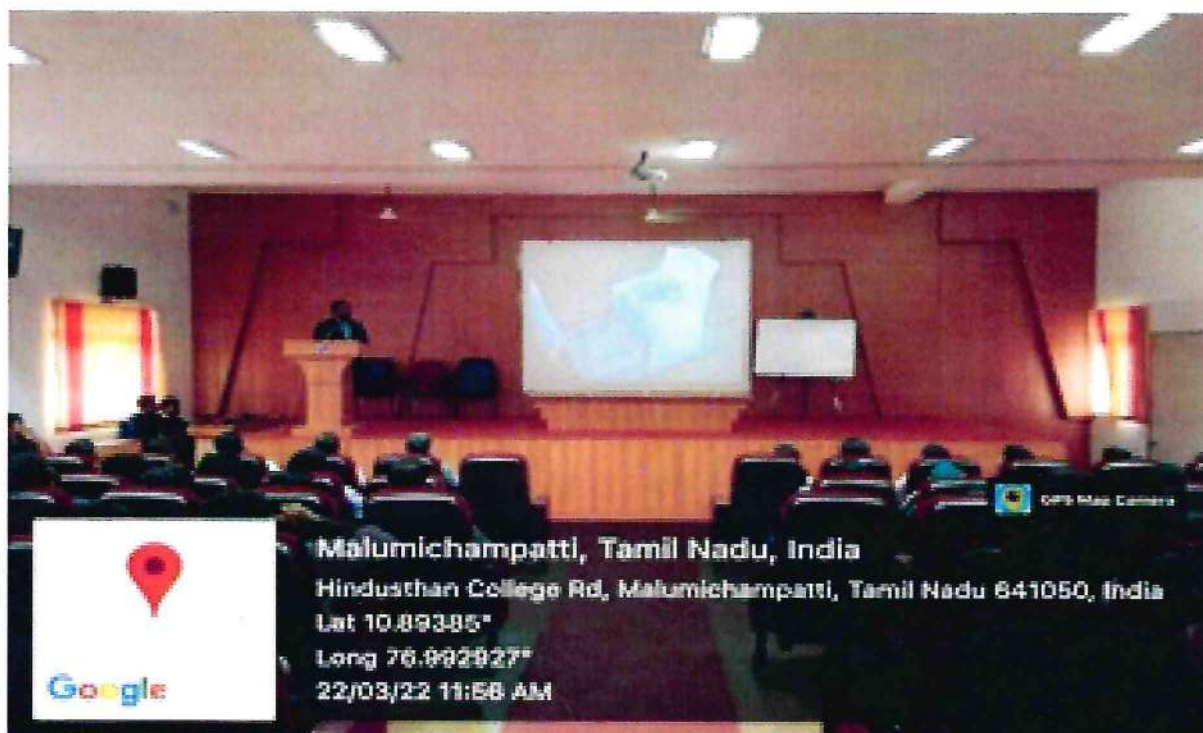 GPS Map Camera
Malumichampatti, Tamil Nadu, India
Hindusthan College Rd, Malumichampatti, Tamil Nadu 641050, India
Lat 10.89385°
Long 76.992927°
22/03/22 11:56 AM
Google